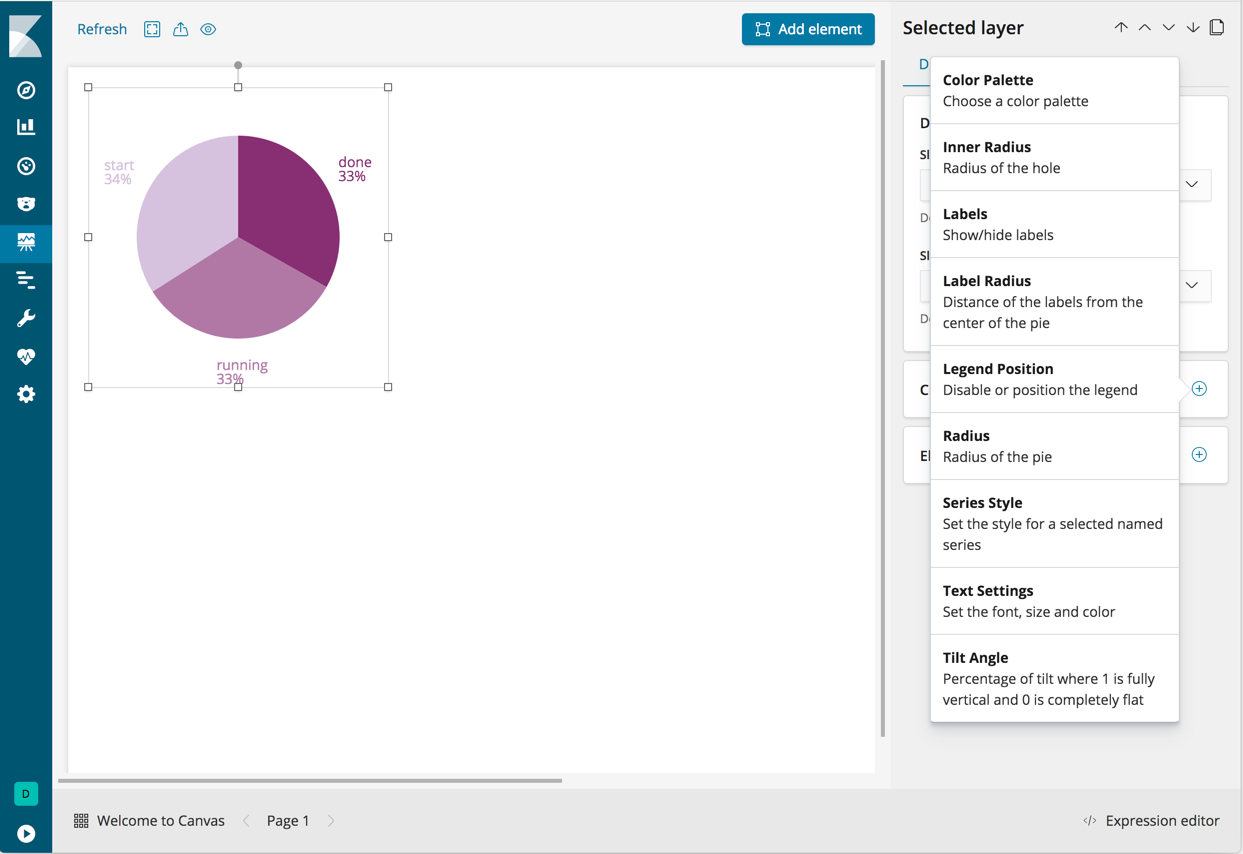 Refresh
Add element
Selected layer
Color Palette
Choose a color palette
Inner Radius
Radius of the hole
Labels
Show/hide labels
Label Radius
Distance of the labels from the
center of the pie
Legend Position
Disable or position the legend
Radius
Radius of the pie
Series Style
Set the style for a selected named
series
Text Settings
Set the font, size and color
Tilt Angle
Percentage of tilt where 1 is fully
vertical and 0 is completely flat
start
34%
done
33%
running
33%
D
Welcome to Canvas
Page 1
Expression editor